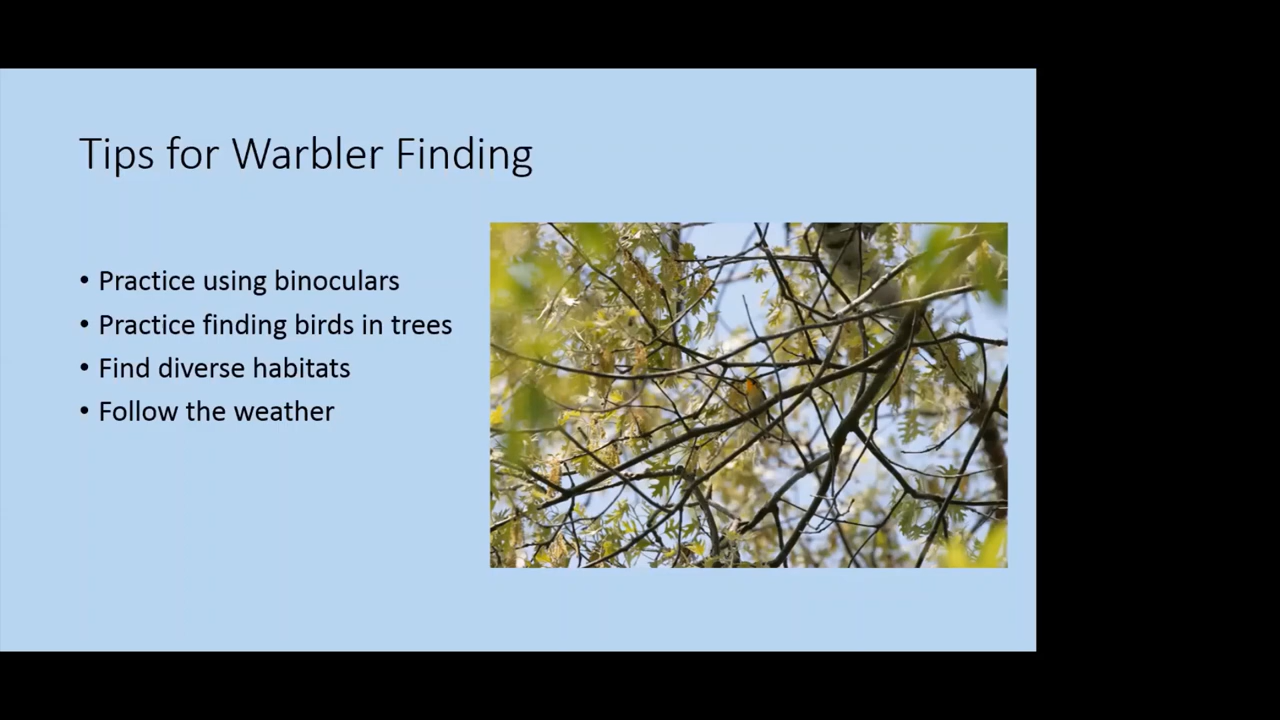 Tips for Warbler Finding
• Practice using binoculars
• Practice finding birds in trees
• Find diverse habitats
• Follow the weather